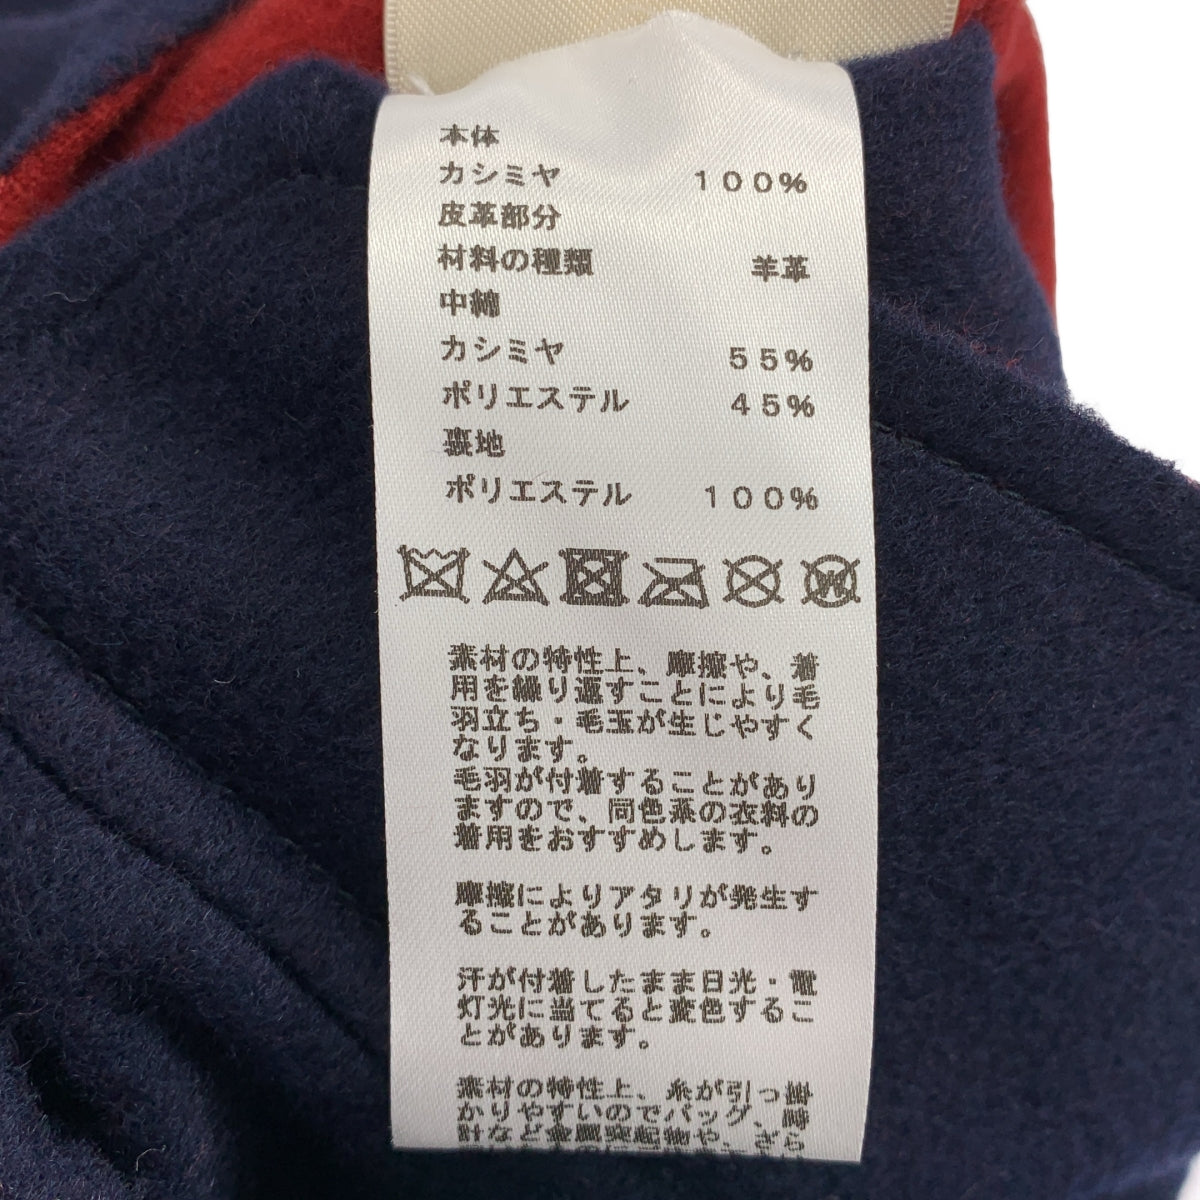 本体
カシミヤ 100%
皮革部分
材料の種類 羊革
中綿
カシミヤ 55%
ポリエステル 45%
裏地
ポリエステル 100%
W
素材の特性上、摩擦や、着
用を繰り返すことにより毛
羽立ち・毛玉が生じやすく
なります。
毛羽が付着することがあり
ますので、同色系の衣料の
着用をおすすめします。
摩擦によりアタリが発生す
ることがあります。
汗が付着したまま日光・電
灯光に当てると変色するこ
とがあります。
素材の特性上、糸が引っ掛
かりやすいのでバッグ、時
計など金属突起物や、ざら